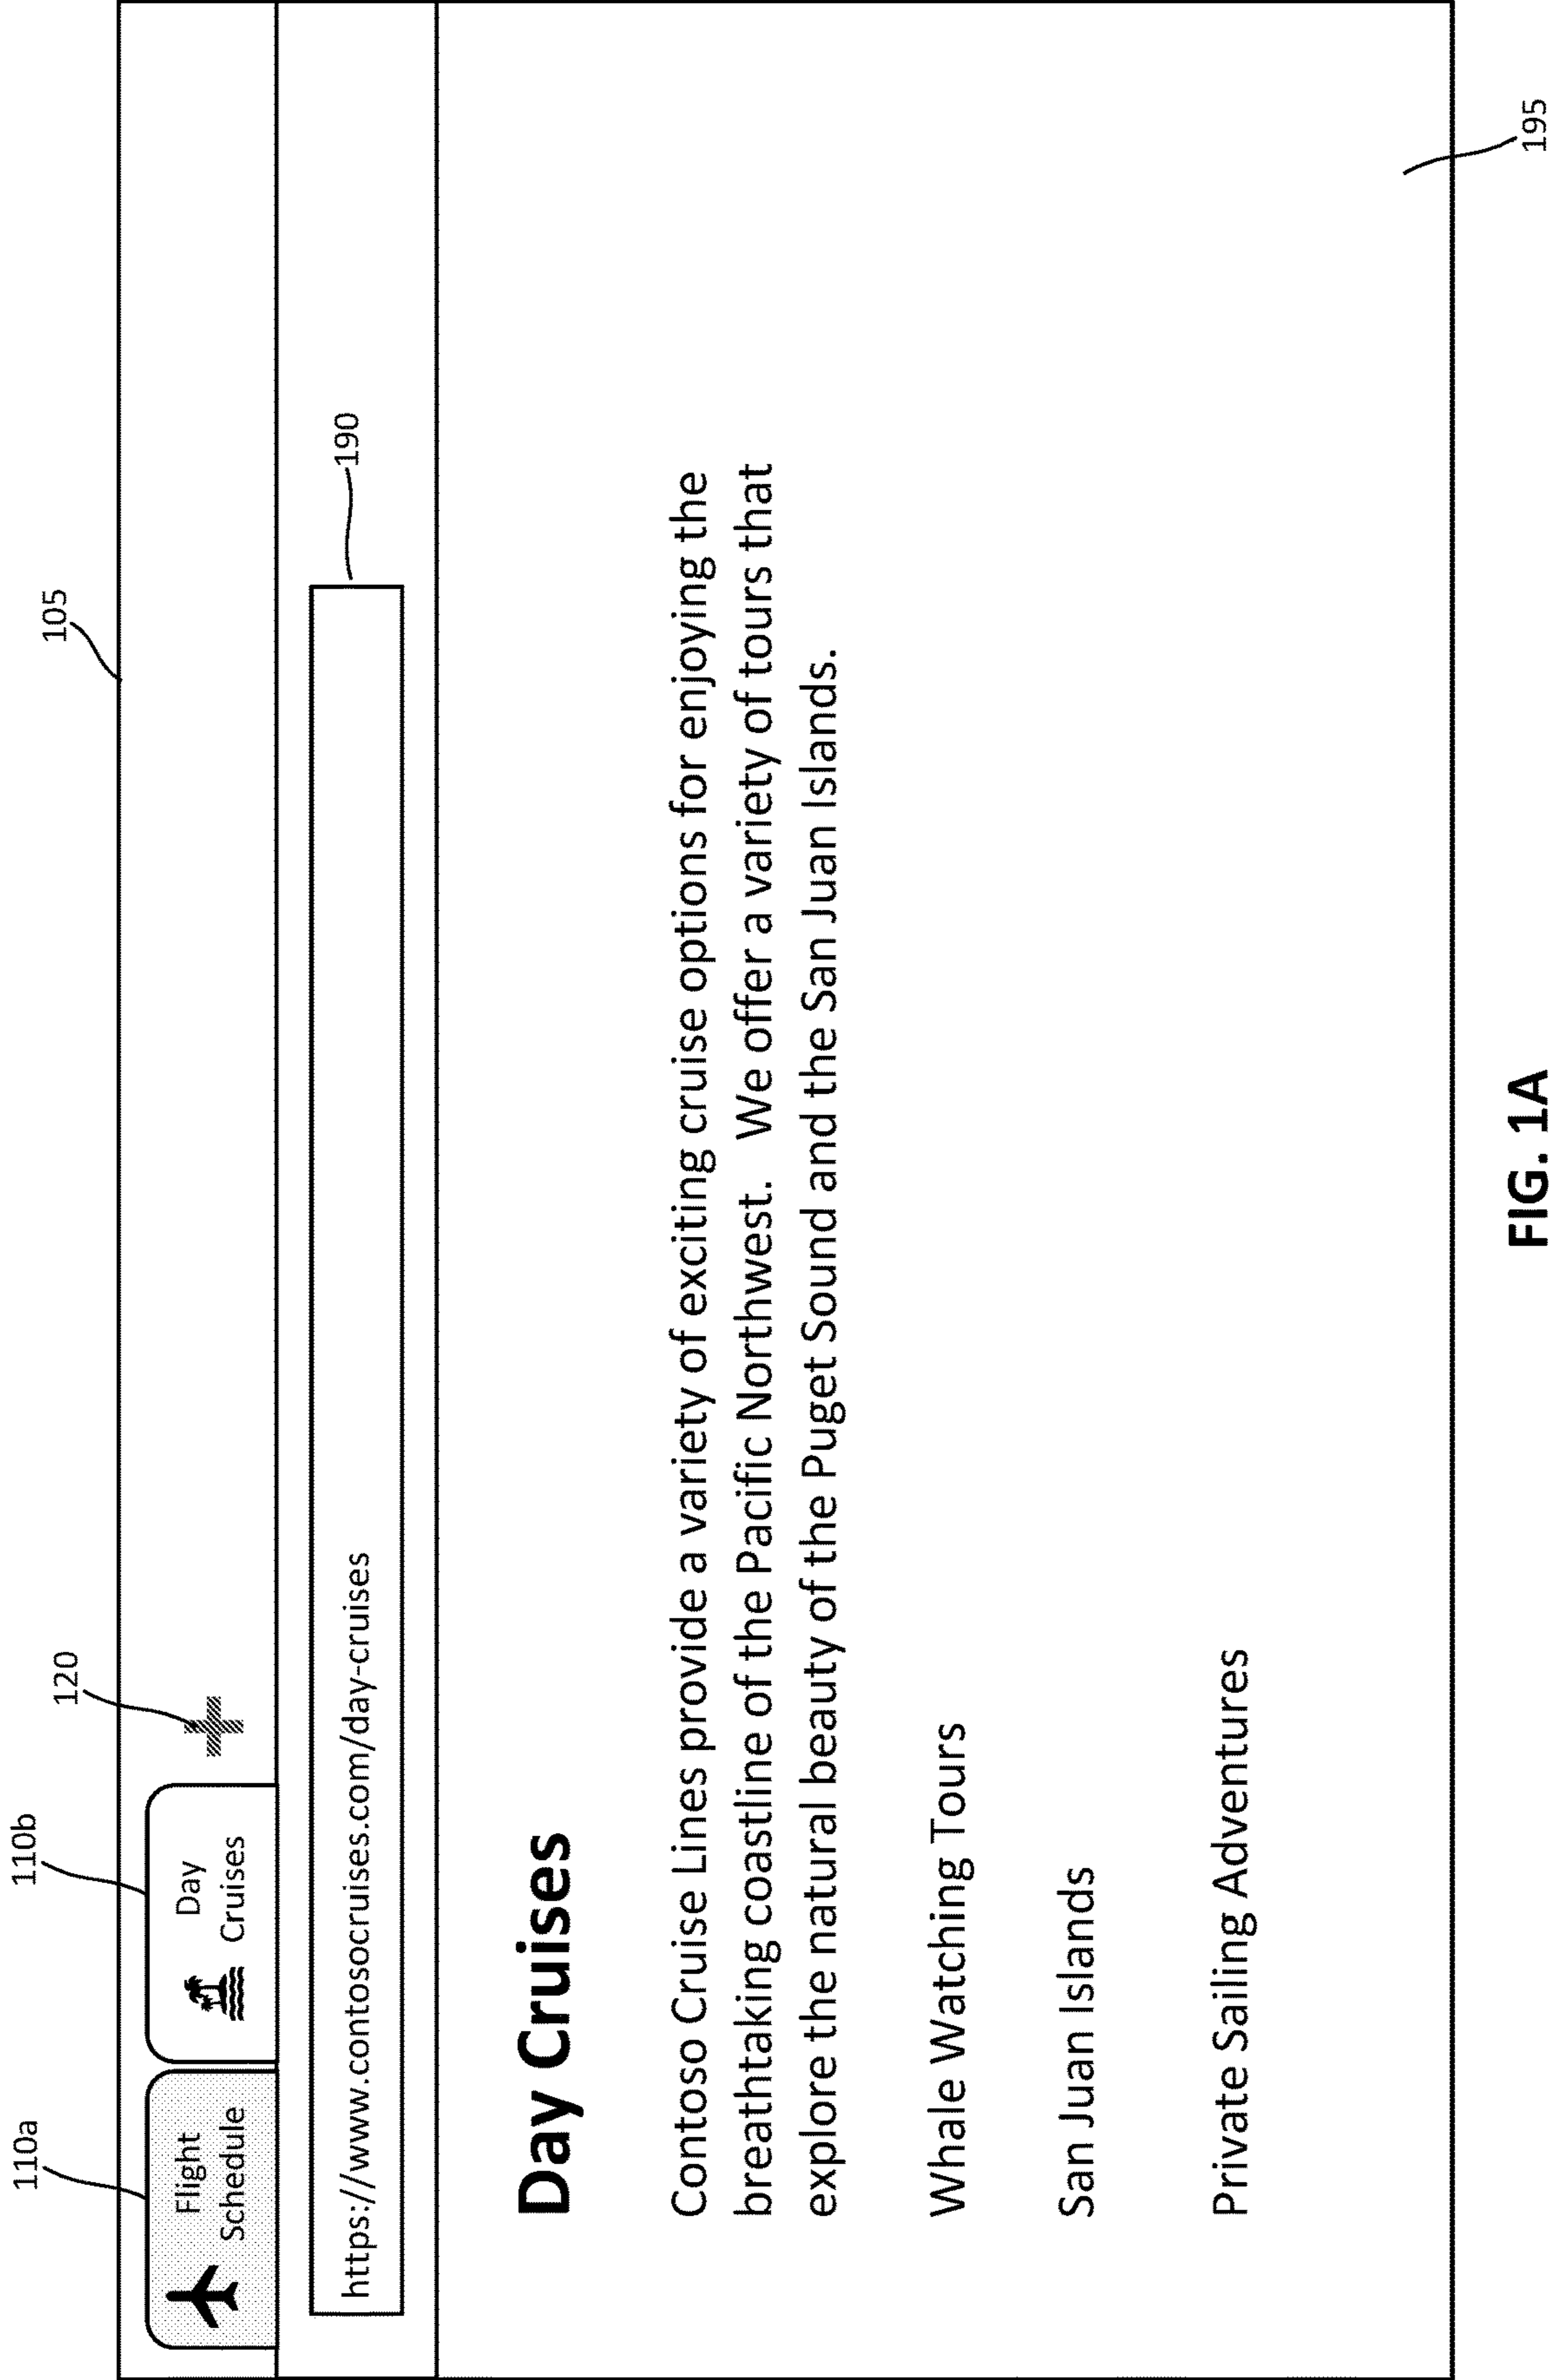 105
110a
110b
120
Flight
Schedule
Day
Cruises
https://www.contosocruises.com/day-cruises
190
Day Cruises
Contoso Cruise Lines provide a variety of exciting cruise options for enjoying the
breathtaking coastline of the Pacific Northwest. We offer a variety of tours that
explore the natural beauty of the Puget Sound and the San Juan Islands.
Whale Watching Tours
San Juan Islands
Private Sailing Adventures
195
FIG. 1A